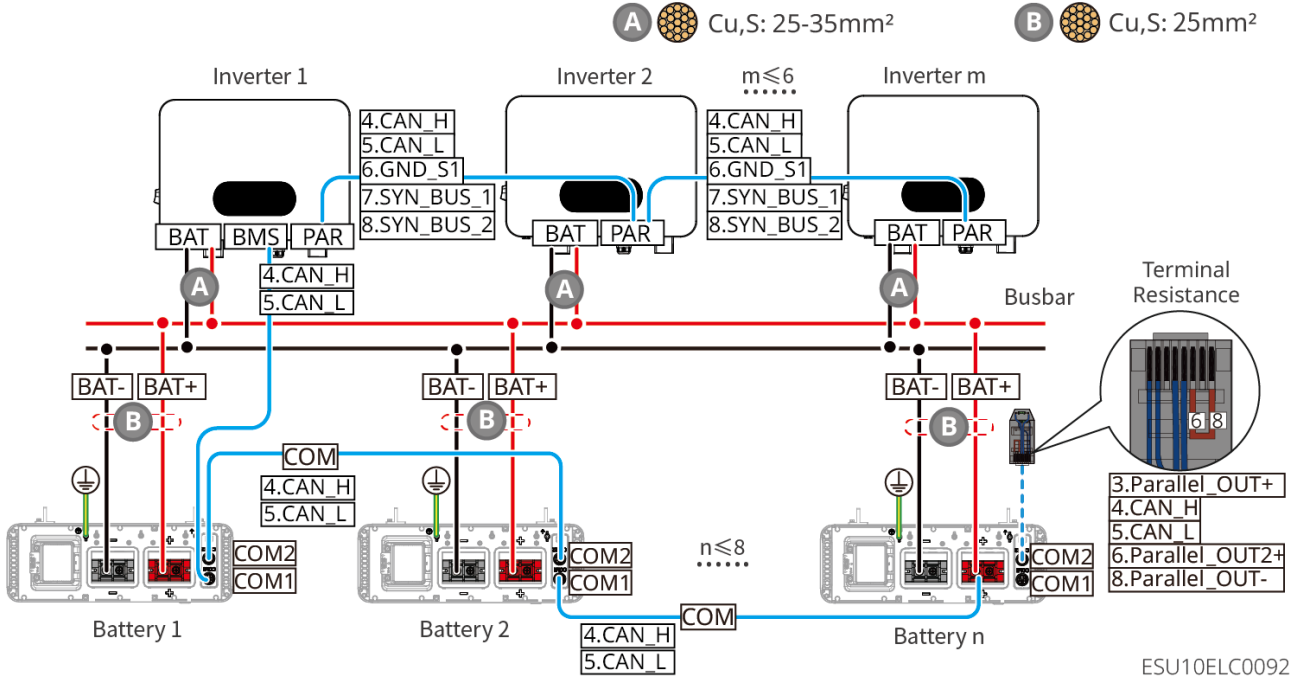 A Cu,S: 25-35mm²
B Cu,S: 25mm²
Inverter 1
Inverter 2
m≤6
Inverter m
4.CAN_H
5.CAN_L
6.GND_S1
7.SYN_BUS_1
8.SYN_BUS_2
4.CAN_H
5.CAN_L
6.GND_S1
7.SYN_BUS_1
8.SYN_BUS_2
BAT BMS PAR
BAT PAR
BAT PAR
4.CAN_H
5.CAN_L
A
A
A
Busbar
Terminal
Resistance
BAT- BAT+
BAT- BAT+
BAT- BAT+
B
B
B
6 8
COM
4.CAN_H
5.CAN_L
3.Parallel_OUT+
4.CAN_H
5.CAN_L
6.Parallel_OUT2+
8.Parallel_OUT-
COM2
COM1
COM2
COM1
n≤8
COM2
COM1
Battery 1
Battery 2
COM
4.CAN_H
5.CAN_L
Battery n
ESU10ELC0092